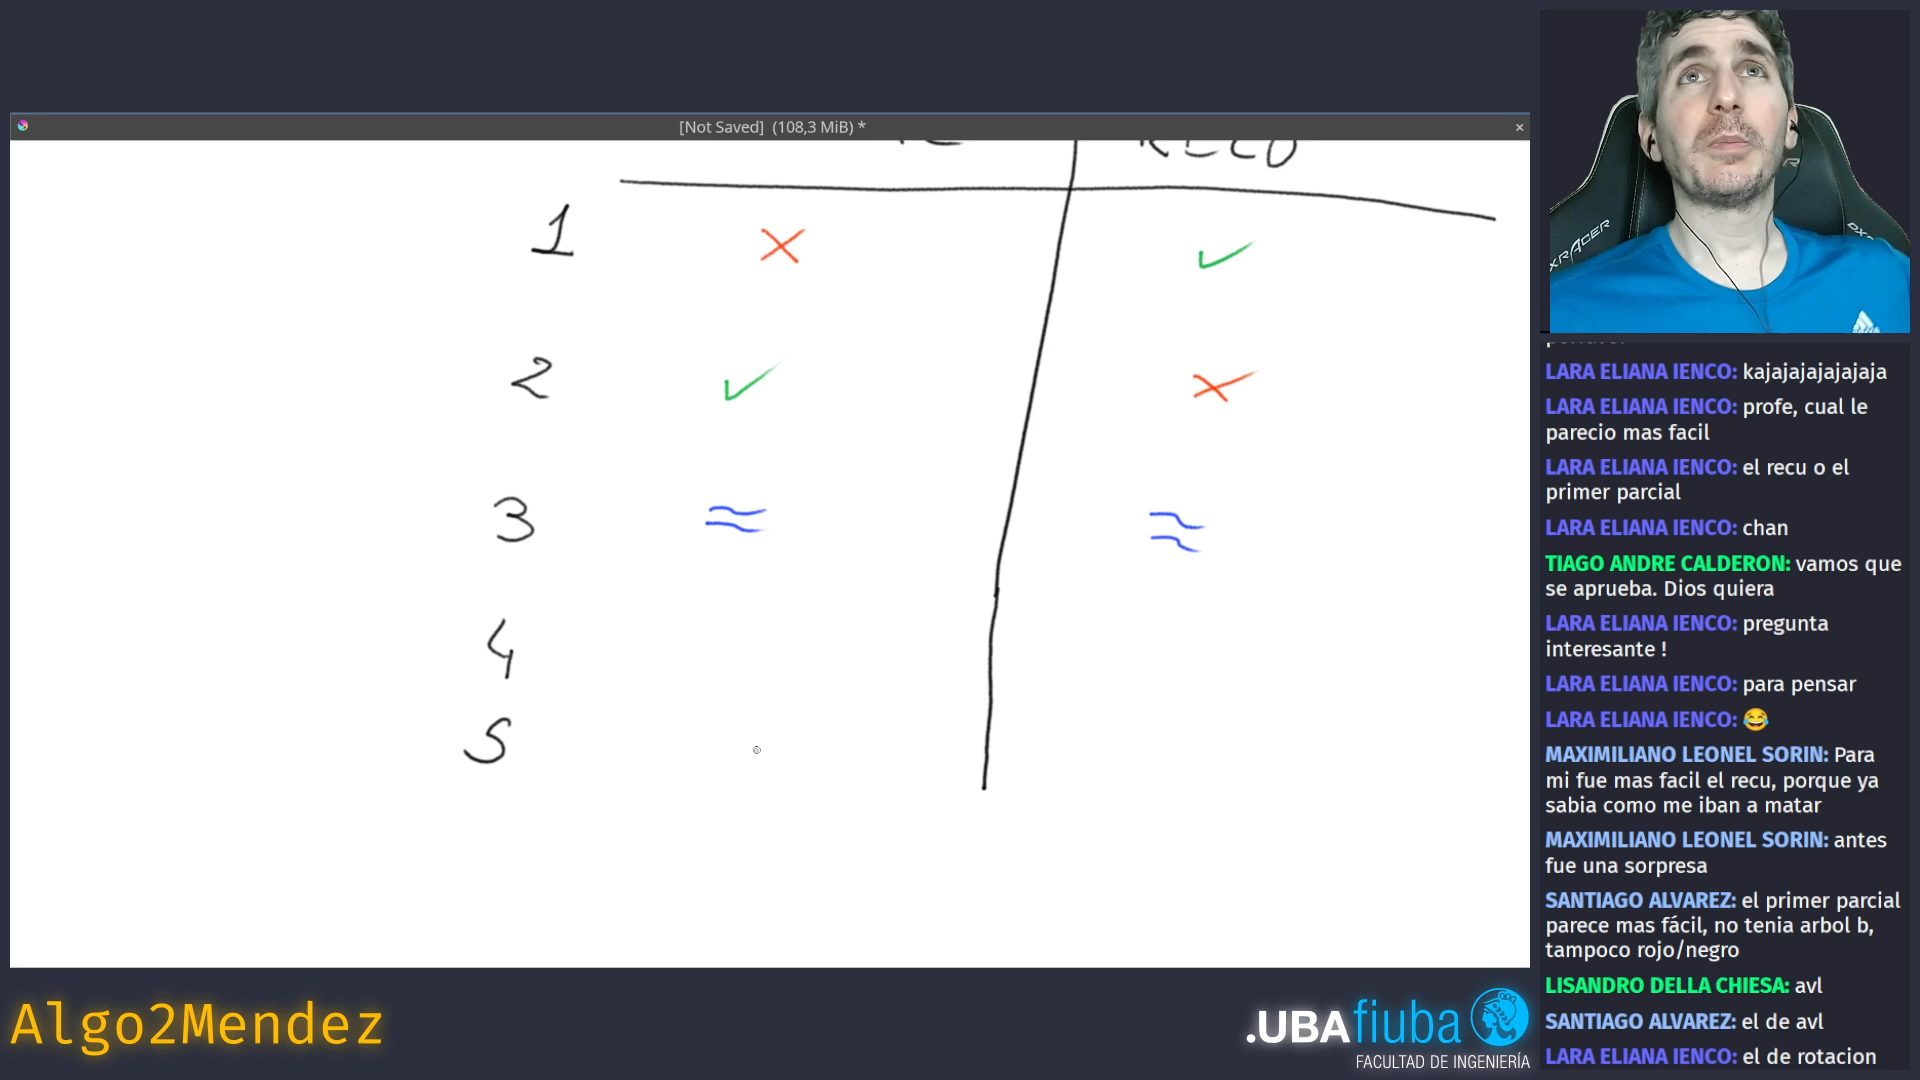 [Not Saved] (108,3 MiB) *
RECU
1
2
3
4
5
Algo2Mendez
.UBAfiuba
FACULTAD DE INGENIERÍA
LARA ELIANA IENCO: kajajajajajajaja
LARA ELIANA IENCO: profe, cual le
parecio mas facil
LARA ELIANA IENCO: el recu o el
primer parcial
LARA ELIANA IENCO: chan
TIAGO ANDRE CALDERON: vamos que
se aprueba. Dios quiera
LARA ELIANA IENCO: pregunta
interesante !
LARA ELIANA IENCO: para pensar
LARA ELIANA IENCO: 😂
MAXIMILIANO LEONEL SORIN: Para
mi fue mas facil el recu, porque ya
sabia como me iban a matar
MAXIMILIANO LEONEL SORIN: antes
fue una sorpresa
SANTIAGO ALVAREZ: el primer parcial
parece mas fácil, no tenia arbol b,
tampoco rojo/negro
LISANDRO DELLA CHIESA: avl
SANTIAGO ALVAREZ: el de avl
LARA ELIANA IENCO: el de rotacion